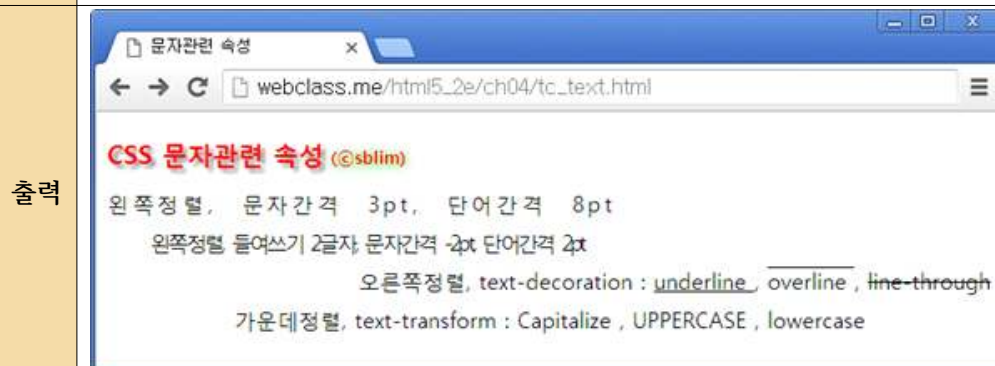 문자관련 속성
webclass.me/html5_2e/ch04/tc_text.html
출력
CSS 문자관련 속성 (ⓒsblim)
왼쪽정렬, 문자간격 3pt, 단어간격 8pt
왼쪽정렬, 들여쓰기 2글자, 문자간격 -2pt, 단어간격 2pt
오른쪽정렬, text-decoration : underline , overline , line-through
가운데정렬, text-transform : Capitalize , UPPERCASE , lowercase